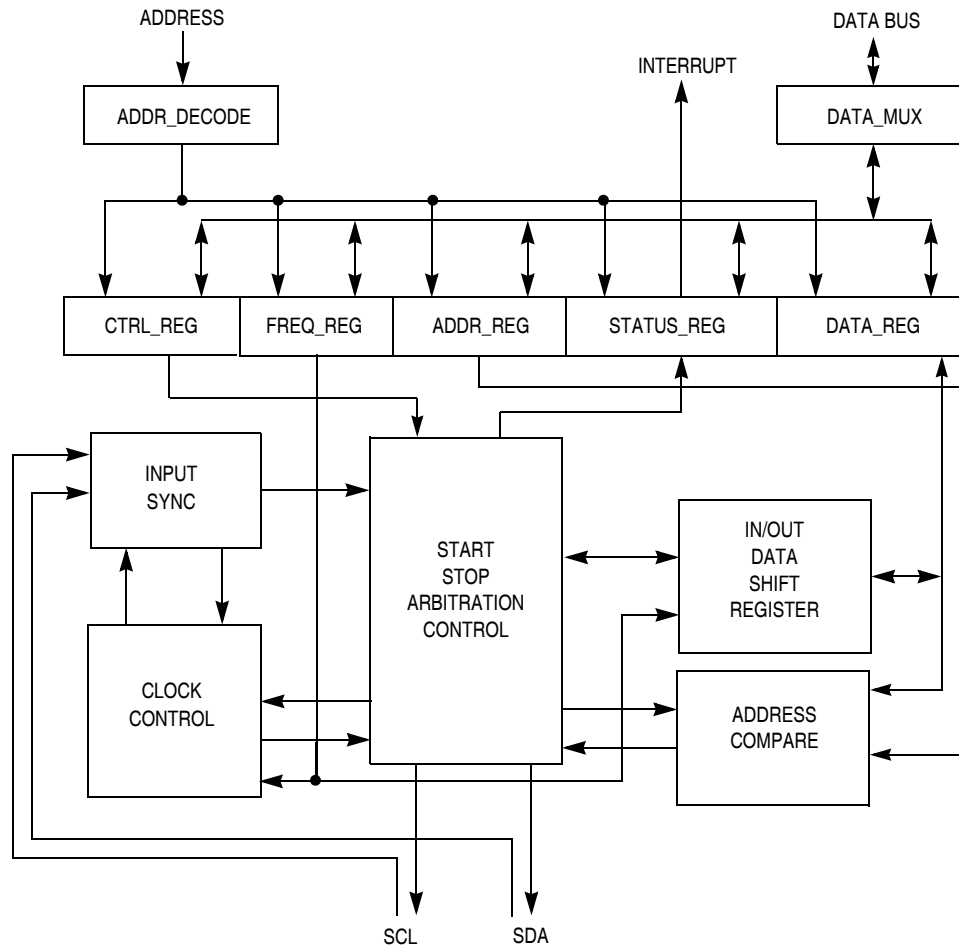 ADDRESS
DATA BUS
INTERRUPT
ADDR_DECODE
DATA_MUX
CTRL_REG
FREQ_REG
ADDR_REG
STATUS_REG
DATA_REG
INPUT
SYNC
START
STOP
ARBITRATION
CONTROL
IN/OUT
DATA
SHIFT
REGISTER
CLOCK
CONTROL
ADDRESS
COMPARE
SCL
SDA